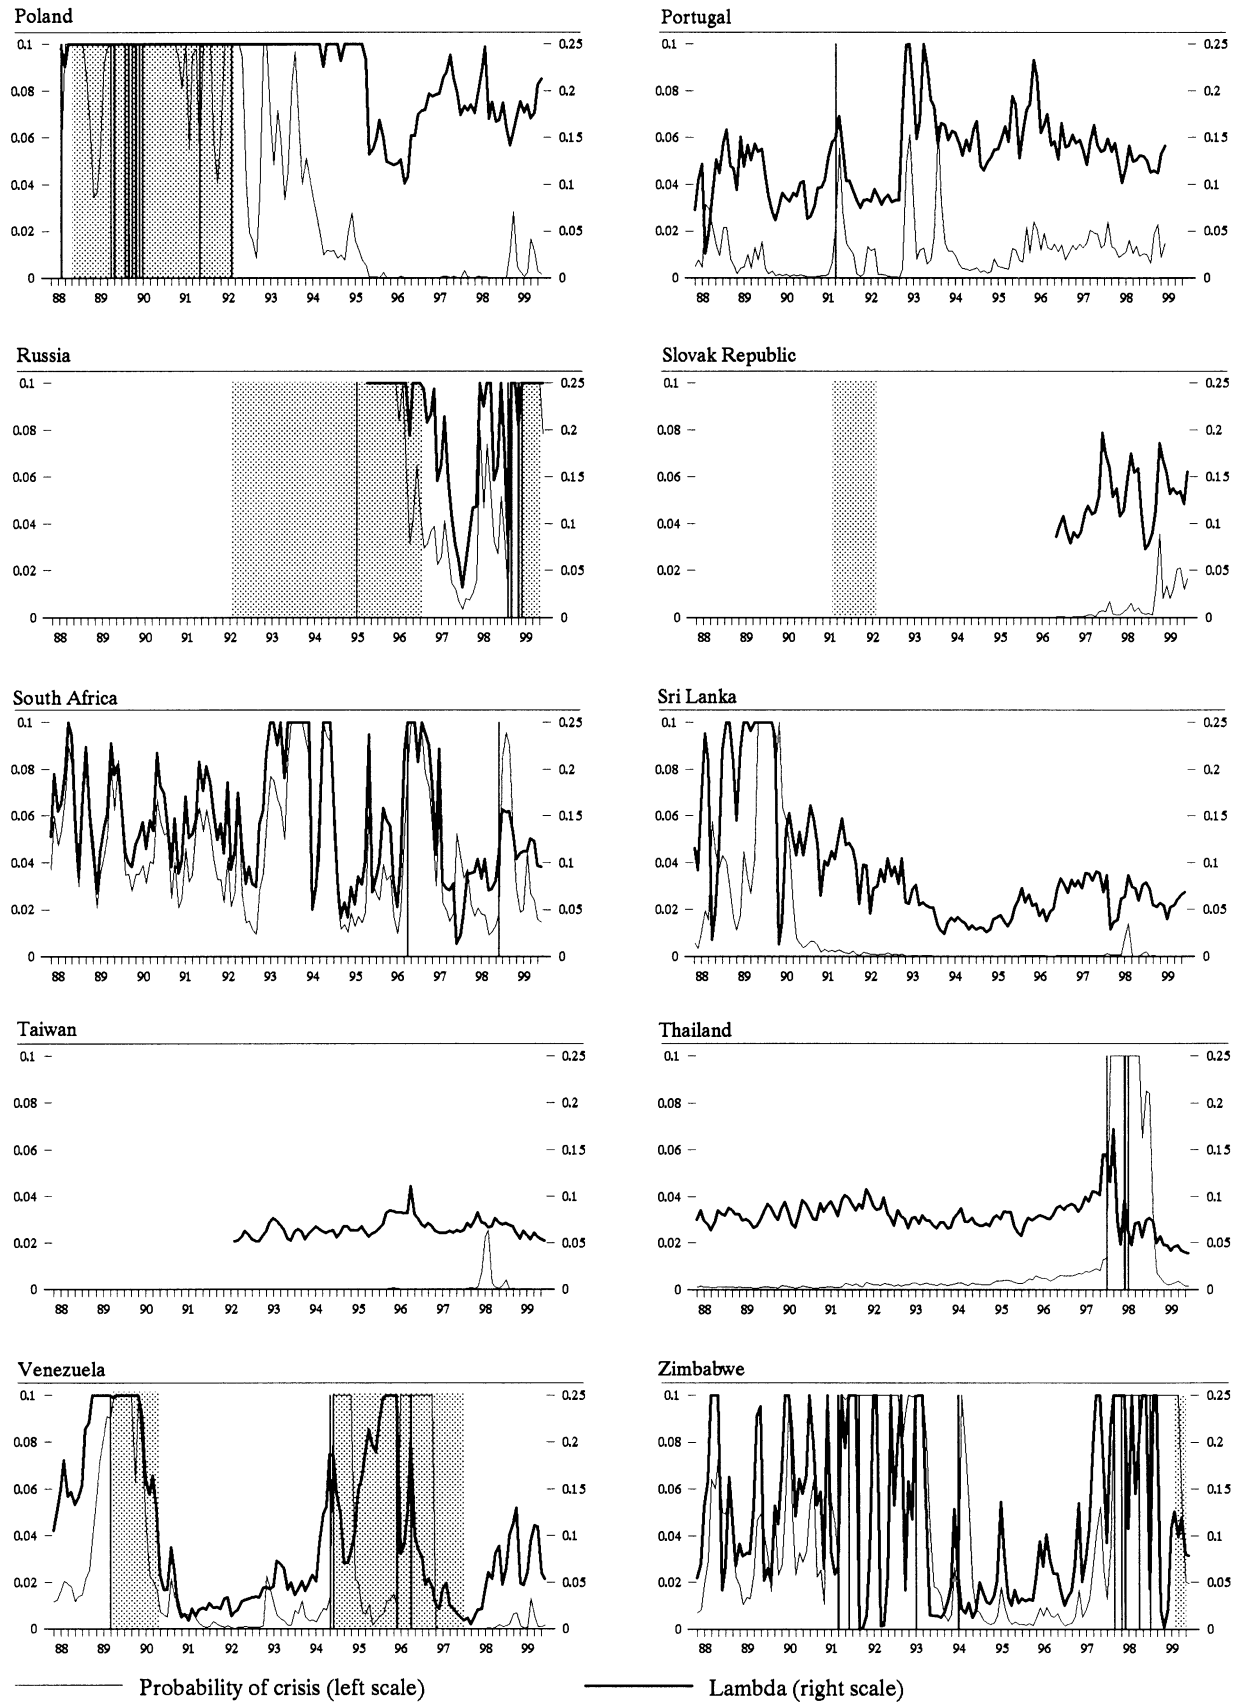 Poland
0.1 0.25
0.08 0.2
0.06 0.15
0.04 0.1
0.02 0.05
0 0
88 89 90 91 92 93 94 95 96 97 98 99
Portugal
0.1 0.25
0.08 0.2
0.06 0.15
0.04 0.1
0.02 0.05
0 0
88 89 90 91 92 93 94 95 96 97 98 99
Russia
0.1 0.25
0.08 0.2
0.06 0.15
0.04 0.1
0.02 0.05
0 0
88 89 90 91 92 93 94 95 96 97 98 99
Slovak Republic
0.1 0.25
0.08 0.2
0.06 0.15
0.04 0.1
0.02 0.05
0 0
88 89 90 91 92 93 94 95 96 97 98 99
South Africa
0.1 0.25
0.08 0.2
0.06 0.15
0.04 0.1
0.02 0.05
0 0
88 89 90 91 92 93 94 95 96 97 98 99
Sri Lanka
0.1 0.25
0.08 0.2
0.06 0.15
0.04 0.1
0.02 0.05
0 0
88 89 90 91 92 93 94 95 96 97 98 99
Taiwan
0.1 0.25
0.08 0.2
0.06 0.15
0.04 0.1
0.02 0.05
0 0
88 89 90 91 92 93 94 95 96 97 98 99
Thailand
0.1 0.25
0.08 0.2
0.06 0.15
0.04 0.1
0.02 0.05
0 0
88 89 90 91 92 93 94 95 96 97 98 99
Venezuela
0.1 0.25
0.08 0.2
0.06 0.15
0.04 0.1
0.02 0.05
0 0
88 89 90 91 92 93 94 95 96 97 98 99
Zimbabwe
0.1 0.25
0.08 0.2
0.06 0.15
0.04 0.1
0.02 0.05
0 0
88 89 90 91 92 93 94 95 96 97 98 99
Probability of crisis (left scale) Lambda (right scale)